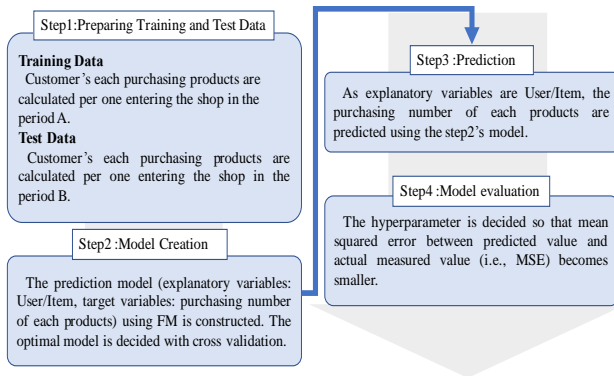 Step1:Preparing Training and Test Data
Training Data
Customer's each purchasing products are
calculated per one entering the shop in the
period A.
Test Data
Customer's each purchasing products are
calculated per one entering the shop in the
period B.
Step2 :Model Creation
The prediction model (explanatory variables:
User/Item, target variables: purchasing number
of each products) using FM is constructed. The
optimal model is decided with cross validation.
Step3 :Prediction
As explanatory variables are User/Item, the
purchasing number of each products are
predicted using the step2's model.
Step4 :Model evaluation
The hyperparameter is decided so that mean
squared error between predicted value and
actual measured value (i.e., MSE) becomes
smaller.